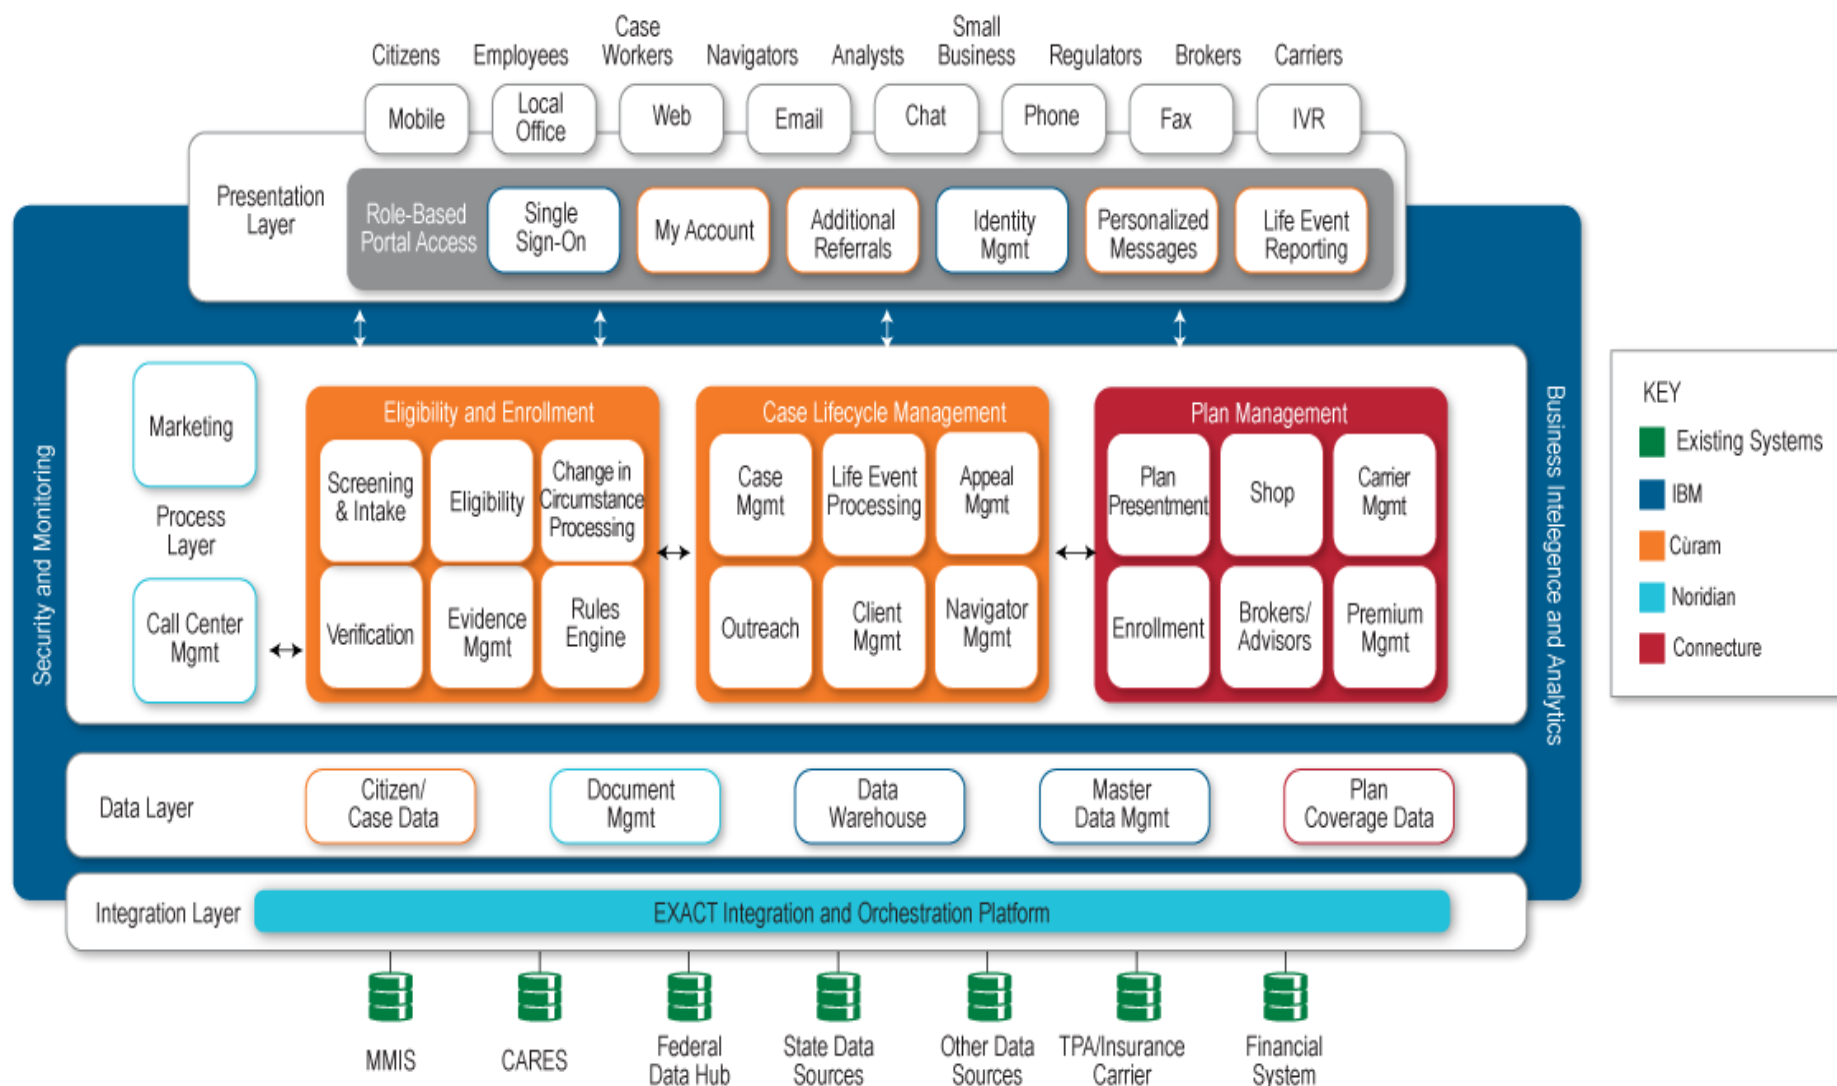 Citizens
Employees
Case
Workers
Navigators
Analysts
Small
Business
Regulators
Brokers
Carriers
Mobile
Local
Office
Web
Email
Chat
Phone
Fax
IVR
Presentation
Layer
Role-Based
Portal Access
Single
Sign-On
My Account
Additional
Referrals
Identity
Mgmt
Personalized
Messages
Life Event
Reporting
Security and Monitoring
Business Intelegence and Analytics
Marketing
Process
Layer
Call Center
Mgmt
Eligibility and Enrollment
Screening
& Intake
Eligibility
Change in
Circumstance
Processing
Verification
Evidence
Mgmt
Rules
Engine
Case Lifecycle Management
Case
Mgmt
Life Event
Processing
Appeal
Mgmt
Outreach
Client
Mgmt
Navigator
Mgmt
Plan Management
Plan
Presentment
Shop
Carrier
Mgmt
Enrollment
Brokers/
Advisors
Premium
Mgmt
KEY
Existing Systems
IBM
Cùram
Noridian
Connecture
Data Layer
Citizen/
Case Data
Document
Mgmt
Data
Warehouse
Master
Data Mgmt
Plan
Coverage Data
Integration Layer
EXACT Integration and Orchestration Platform
MMIS
CARES
Federal
Data Hub
State Data
Sources
Other Data
Sources
TPA/Insurance
Carrier
Financial
System